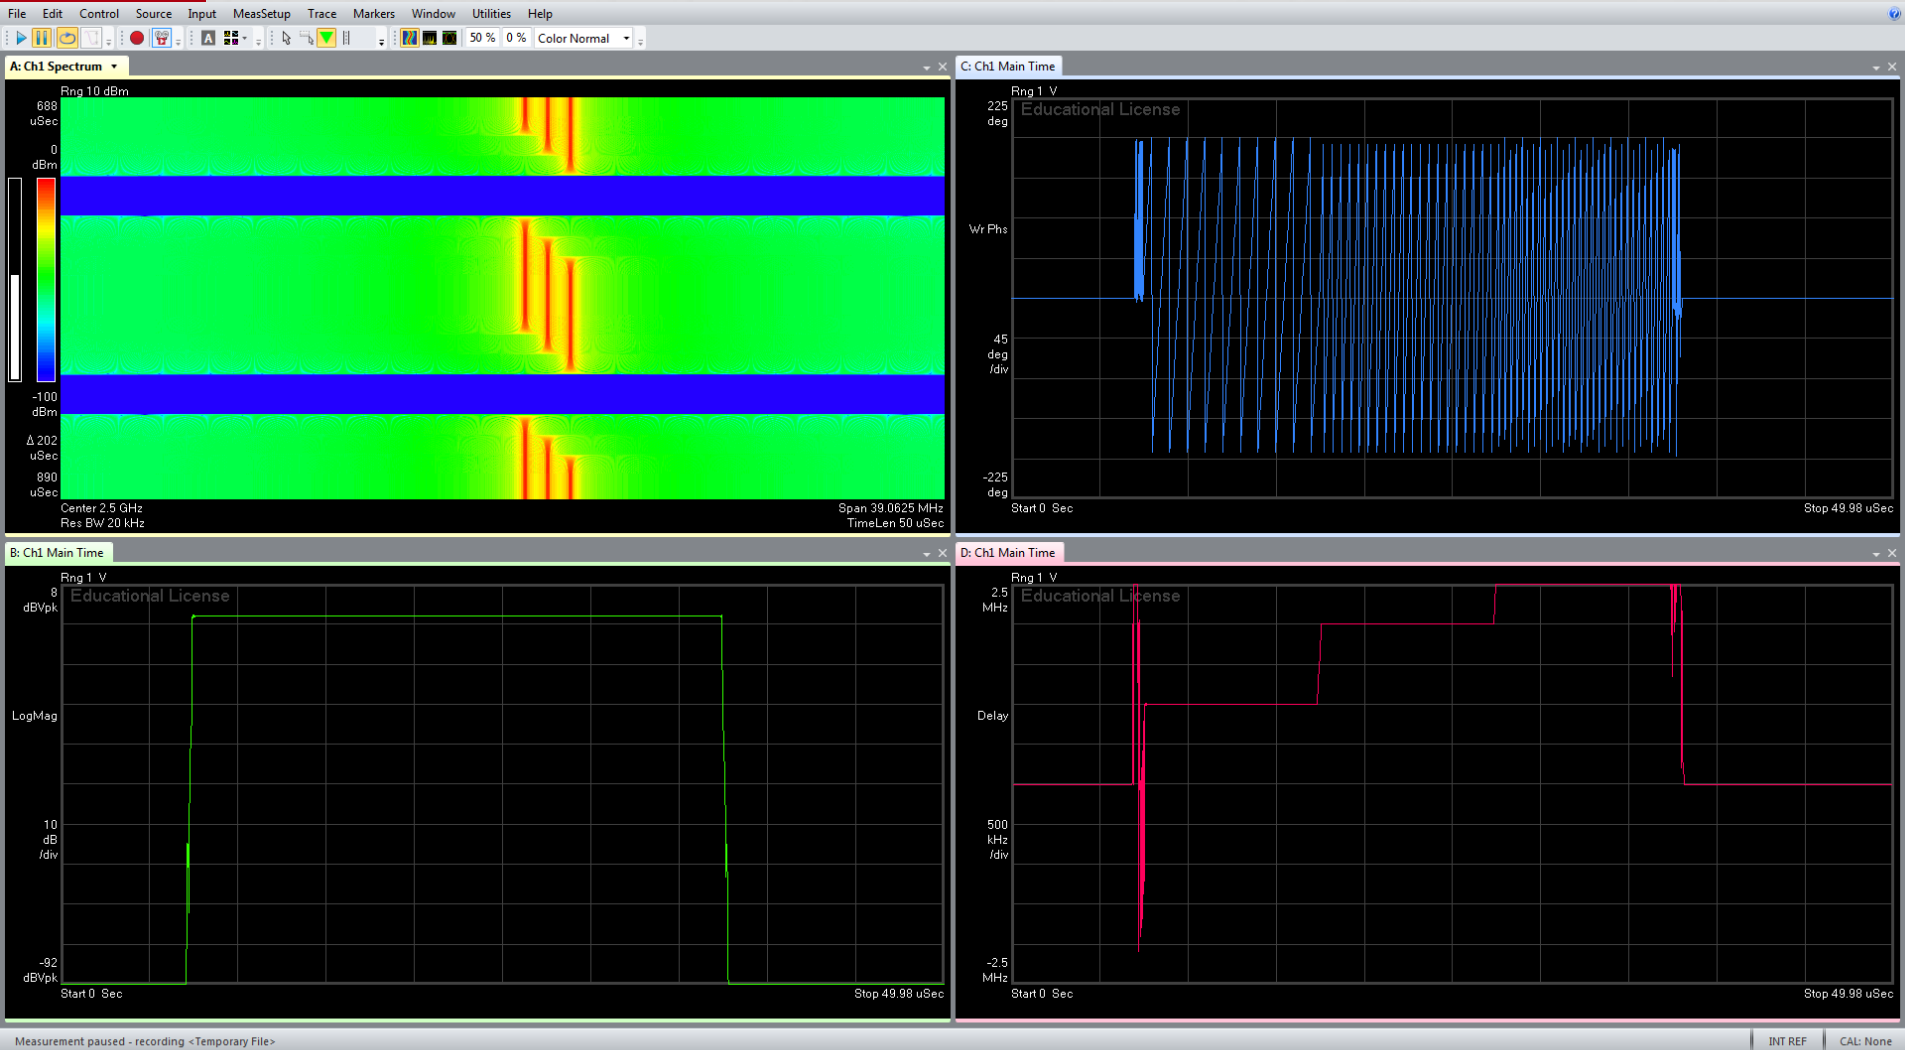 File Edit Control Source Input MeasSetup Trace Markers Window Utilities Help
A 50 % 0 % Color Normal
A: Ch1 Spectrum
Rng 10 dBm
688
uSec
0
dBm
-100
dBm
Δ 202
uSec
890
uSec
Center 2.5 GHz Span 39.0625 MHz
Res BW 20 kHz TimeLen 50 uSec
C: Ch1 Main Time
Rng 1 V
225
deg
Educational License
Wr Phs
45
deg
/div
-225
deg
Start 0 Sec Stop 49.98 uSec
B: Ch1 Main Time
Rng 1 V
8
dBVpk
Educational License
LogMag
10
dB
/div
-92
dBVpk
Start 0 Sec Stop 49.98 uSec
D: Ch1 Main Time
Rng 1 V
2.5
MHz
Educational License
Delay
500
kHz
/div
-2.5
MHz
Start 0 Sec Stop 49.98 uSec
Measurement paused - recording <Temporary File> INT REF CAL: None